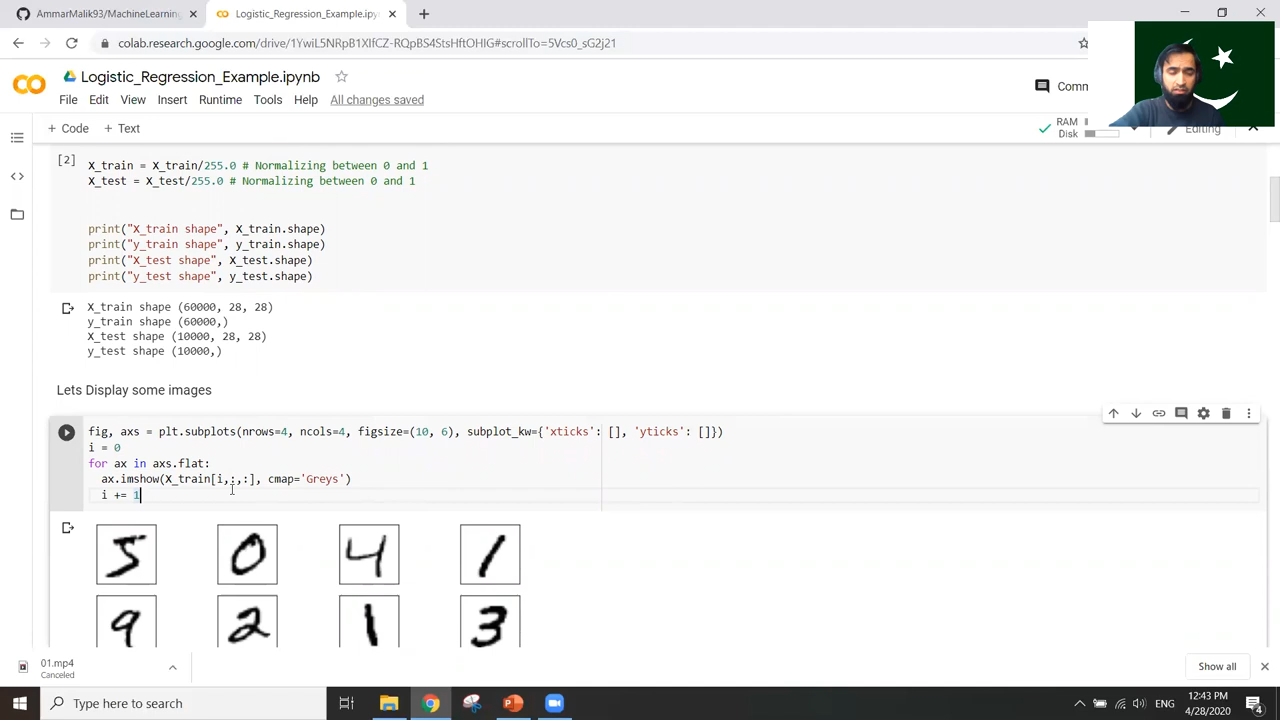 AmmarMalik93/MachineLearning
Logistic_Regression_Example.ipyn
colab.research.google.com/drive/1YwiL5NRpB1XIfCZ-RQpBS4StsHftOHIG#scrollTo=5Vcs0_sG2j21
Logistic_Regression_Example.ipynb
File Edit View Insert Runtime Tools Help All changes saved
Comm
+ Code + Text
RAM
Disk
Editing
[2]
X_train = X_train/255.0 # Normalizing between 0 and 1
X_test = X_test/255.0 # Normalizing between 0 and 1
print("X_train shape", X_train.shape)
print("y_train shape", y_train.shape)
print("X_test shape", X_test.shape)
print("y_test shape", y_test.shape)
X_train shape (60000, 28, 28)
y_train shape (60000,)
X_test shape (10000, 28, 28)
y_test shape (10000,)
Lets Display some images
fig, axs = plt.subplots(nrows=4, ncols=4, figsize=(10, 6), subplot_kw={'xticks': [], 'yticks': []})
i = 0
for ax in axs.flat:
ax.imshow(X_train[i,:,:], cmap='Greys')
i += 1
5 0 4 1
9 2 1 3
01.mp4
Canceled
Show all
Type here to search
ENG
12:43 PM
4/28/2020
4